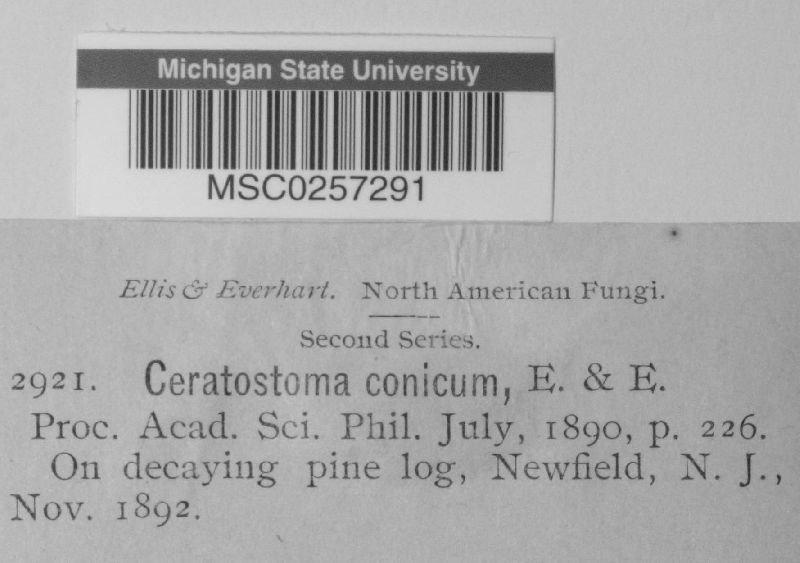 Michigan State University
MSC0257291
Ellis & Everhart. North American Fungi.
Second Series.
2921. Ceratostoma conicum, E. & E.
Proc. Acad. Sci. Phil. July, 1890, p. 226.
On decaying pine log, Newfield, N. J.,
Nov. 1892.